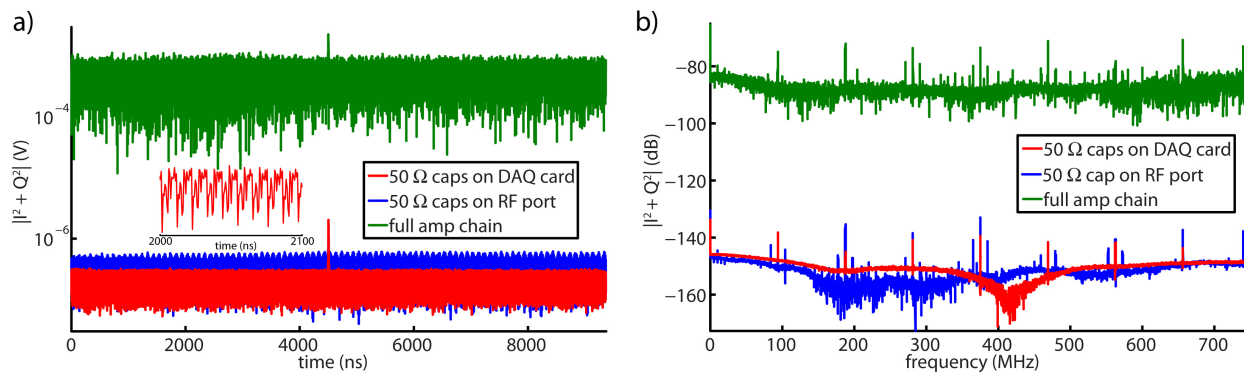 a)
|I² + Q²| (V)
10⁻⁴
10⁻⁶
2000
time (ns)
2100
50 Ω caps on DAQ card
50 Ω caps on RF port
full amp chain
0
2000
4000
6000
8000
time (ns)
b)
|I² + Q²| (dB)
−80
−100
−120
−140
−160
50 Ω caps on DAQ card
50 Ω cap on RF port
full amp chain
0
100
200
300
400
500
600
700
frequency (MHz)